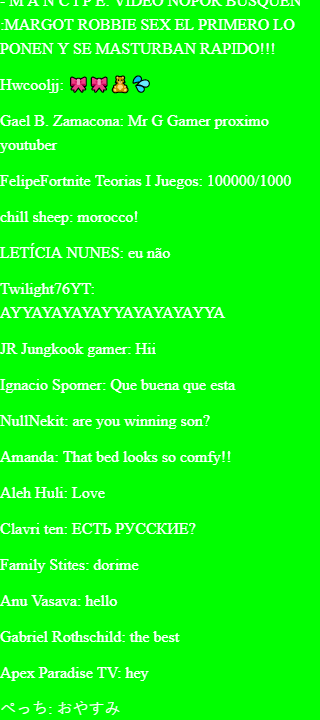 - M A N C I P E: VIDEO NOPOR BUSQUEN
:MARGOT ROBBIE SEX EL PRIMERO LO
PONEN Y SE MASTURBAN RAPIDO!!!
Hwcooljj: 🎀🎀🧸💦
Gael B. Zamacona: Mr G Gamer proximo
youtuber
FelipeFortnite Teorias I Juegos: 100000/1000
chill sheep: morocco!
LETÍCIA NUNES: eu não
Twilight76YT:
AYYAYAYAYAYYAYAYAYAYYA
JR Jungkook gamer: Hii
Ignacio Spomer: Que buena que esta
NullNekit: are you winning son?
Amanda: That bed looks so comfy!!
Aleh Huli: Love
Clavri ten: ЕСТЬ РУССКИЕ?
Family Stites: dorime
Anu Vasava: hello
Gabriel Rothschild: the best
Apex Paradise TV: hey
ぺっち: おやすみ